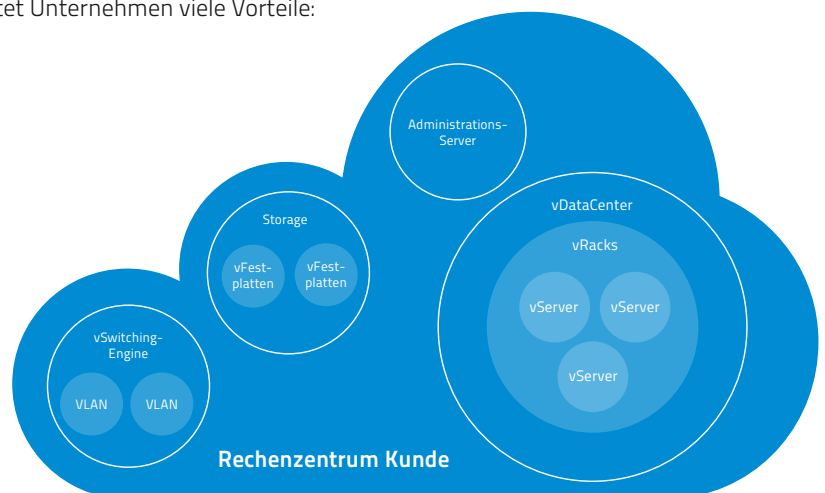 Unternehmen viele Vorteile:
Administrations-
Server
vDataCenter
vRacks
vServer
vServer
vServer
Storage
vFest-
platten
vFest-
platten
vSwitching-
Engine
VLAN
VLAN
Rechenzentrum Kunde